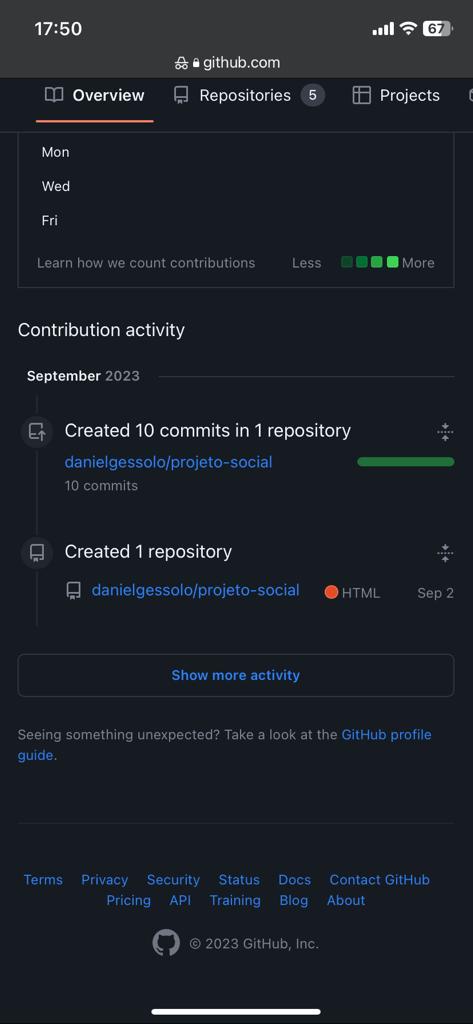 17:50
67
github.com
Overview Repositories 5 Projects
Mon
Wed
Fri
Learn how we count contributions Less More
Contribution activity
September 2023
Created 10 commits in 1 repository
danielgessolo/projeto-social
10 commits
Created 1 repository
danielgessolo/projeto-social HTML Sep 2
Show more activity
Seeing something unexpected? Take a look at the GitHub profile
guide.
Terms Privacy Security Status Docs Contact GitHub
Pricing API Training Blog About
© 2023 GitHub, Inc.